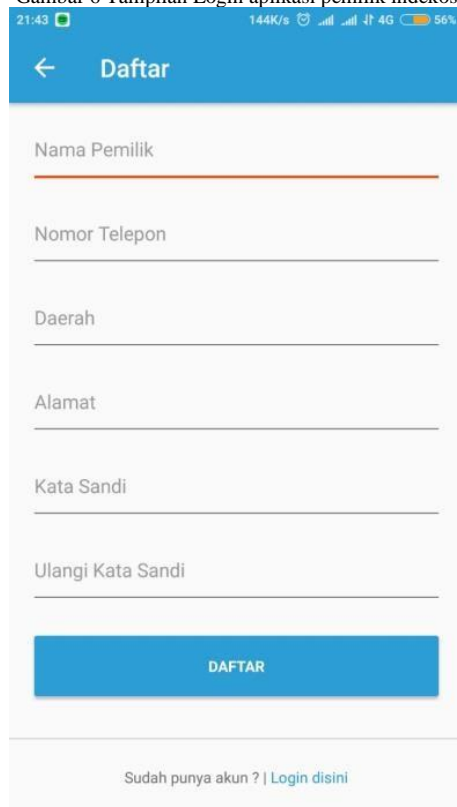 Gambar 6 Tampilan Login aplikasi pemilik indekos
21:43 144K/s 4G 56%
Daftar
Nama Pemilik
Nomor Telepon
Daerah
Alamat
Kata Sandi
Ulangi Kata Sandi
DAFTAR
Sudah punya akun ? | Login disini